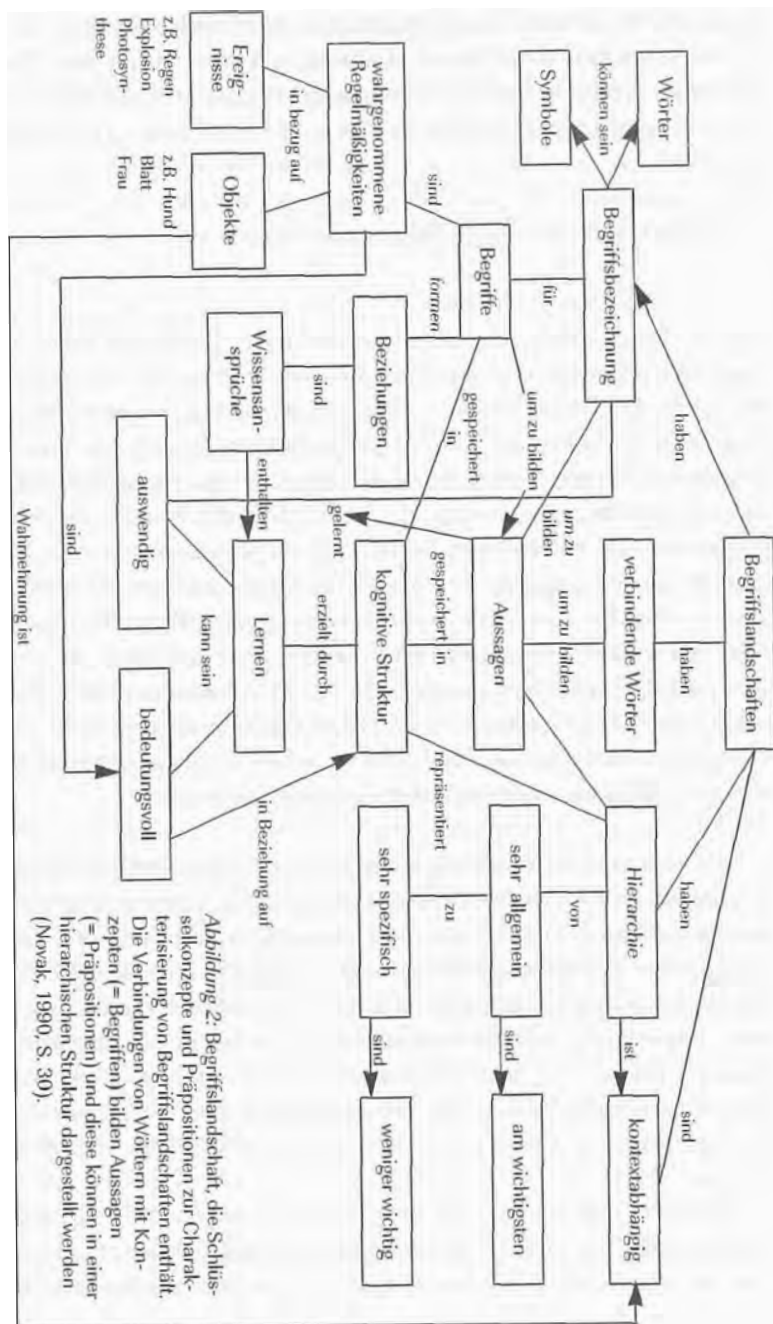 Begriffslandschaften
haben
haben
haben
sind
Wörter
könen sein
Symbole
Begriffsbezeichnung
verbindende Wörter
Hierarchie
ist
kontextabhängig
für
um zu
bilden
um zu bilden
um zu bilden
von
Begriffe
Aussagen
sehr allgemein
sind
am wichtigsten
sind
formen
gespeichert
in
gespeichert in
repräsentiert
zu
wahrgenommene
Regelmäßigkeiten
Beziehungen
gelernt
kognitive Struktur
sehr spezifisch
sind
weniger wichtig
in bezug auf
sind
erzielt durch
Ereig-
nisse
Objekte
Wissensan-
sprüche
enthalten
Lernen
in Beziehung auf
kann sein
z.B. Regen
Explosion
Photosyn-
these
z.B. Hund
Blatt
Frau
auswendig
bedeutungsvoll
sind
Wahrnehmung ist
Abbildung 2: Begriffslandschaft, die Schlüs-
selkonzepte und Präpositionen zur Charak-
terisierung von Begriffslandschaften enthält.
Die Verbindungen von Wörtern mit Kon-
zepten (= Begriffen) bilden Aussagen
(= Präpositionen) und diese können in einer
hierarchischen Struktur dargestellt werden
(Novak, 1990, S. 30).